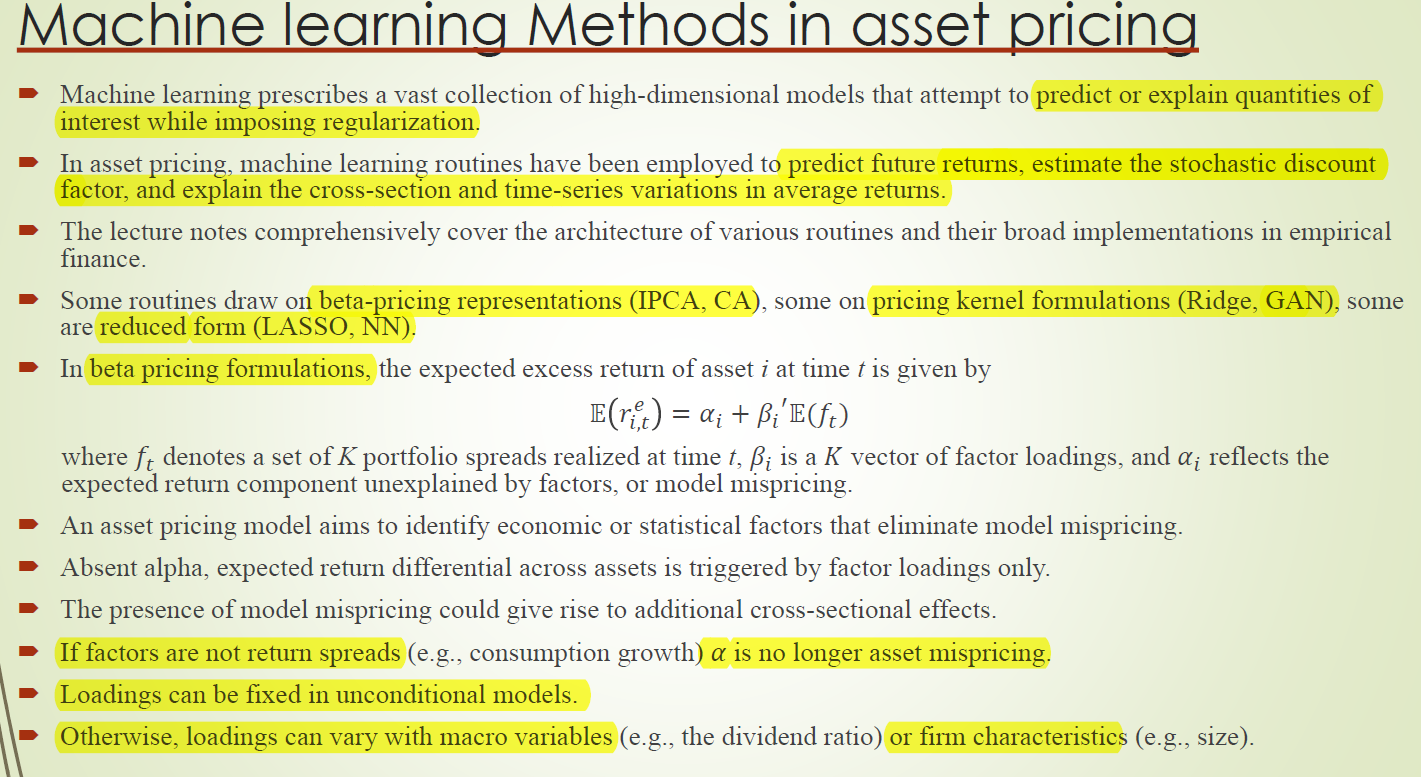 Machine learning Methods in asset pricing
Machine learning prescribes a vast collection of high-dimensional models that attempt to predict or explain quantities of
interest while imposing regularization.
In asset pricing, machine learning routines have been employed to predict future returns, estimate the stochastic discount
factor, and explain the cross-section and time-series variations in average returns.
The lecture notes comprehensively cover the architecture of various routines and their broad implementations in empirical
finance.
Some routines draw on beta-pricing representations (IPCA, CA), some on pricing kernel formulations (Ridge, GAN), some
are reduced form (LASSO, NN).
In beta pricing formulations, the expected excess return of asset i at time t is given by
𝔼(r_{i,t}^e) = α_i + β_i′𝔼(f_t)
where f_t denotes a set of K portfolio spreads realized at time t, β_i is a K vector of factor loadings, and α_i reflects the
expected return component unexplained by factors, or model mispricing.
An asset pricing model aims to identify economic or statistical factors that eliminate model mispricing.
Absent alpha, expected return differential across assets is triggered by factor loadings only.
The presence of model mispricing could give rise to additional cross-sectional effects.
If factors are not return spreads (e.g., consumption growth) α is no longer asset mispricing.
Loadings can be fixed in unconditional models.
Otherwise, loadings can vary with macro variables (e.g., the dividend ratio) or firm characteristics (e.g., size).